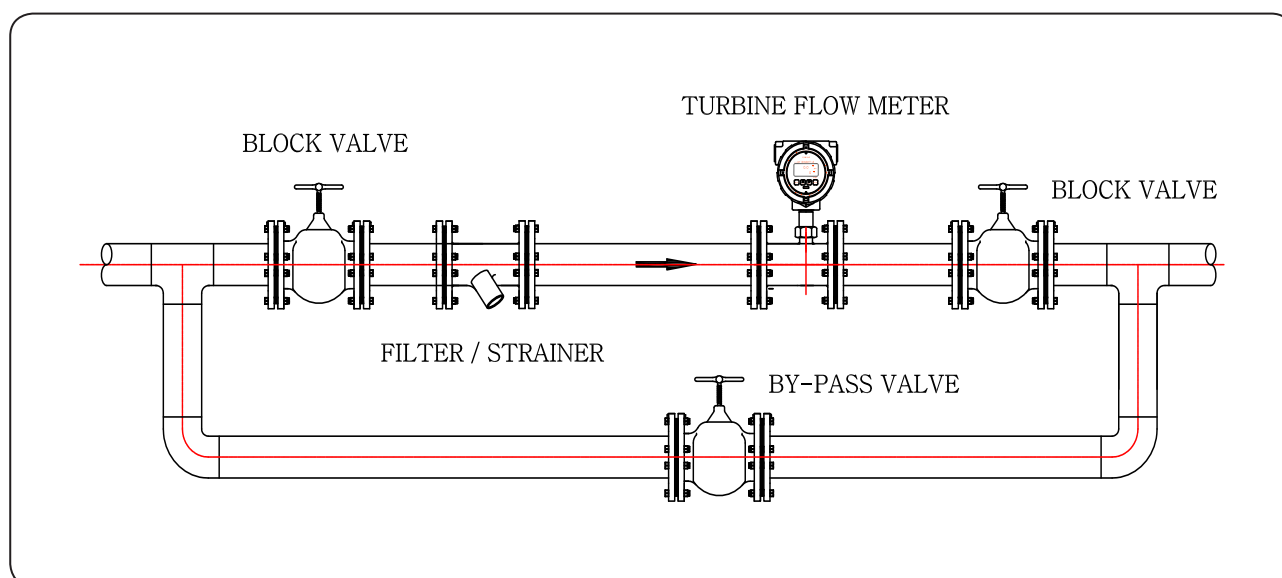 TURBINE FLOW METER
BLOCK VALVE
BLOCK VALVE
FILTER / STRAINER
BY-PASS VALVE